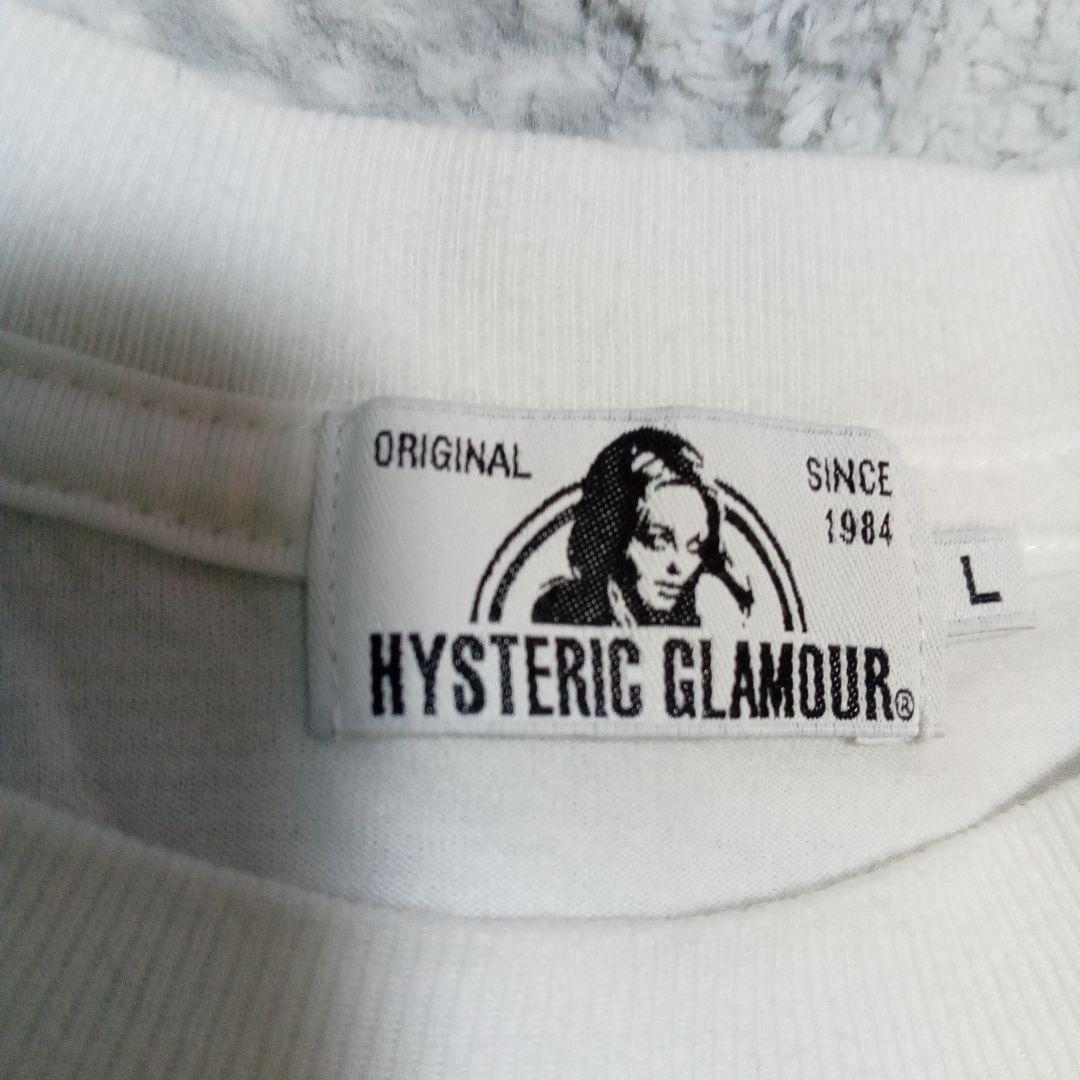 ORIGINAL
SINCE
1984
HYSTERIC GLAMOUR®
L